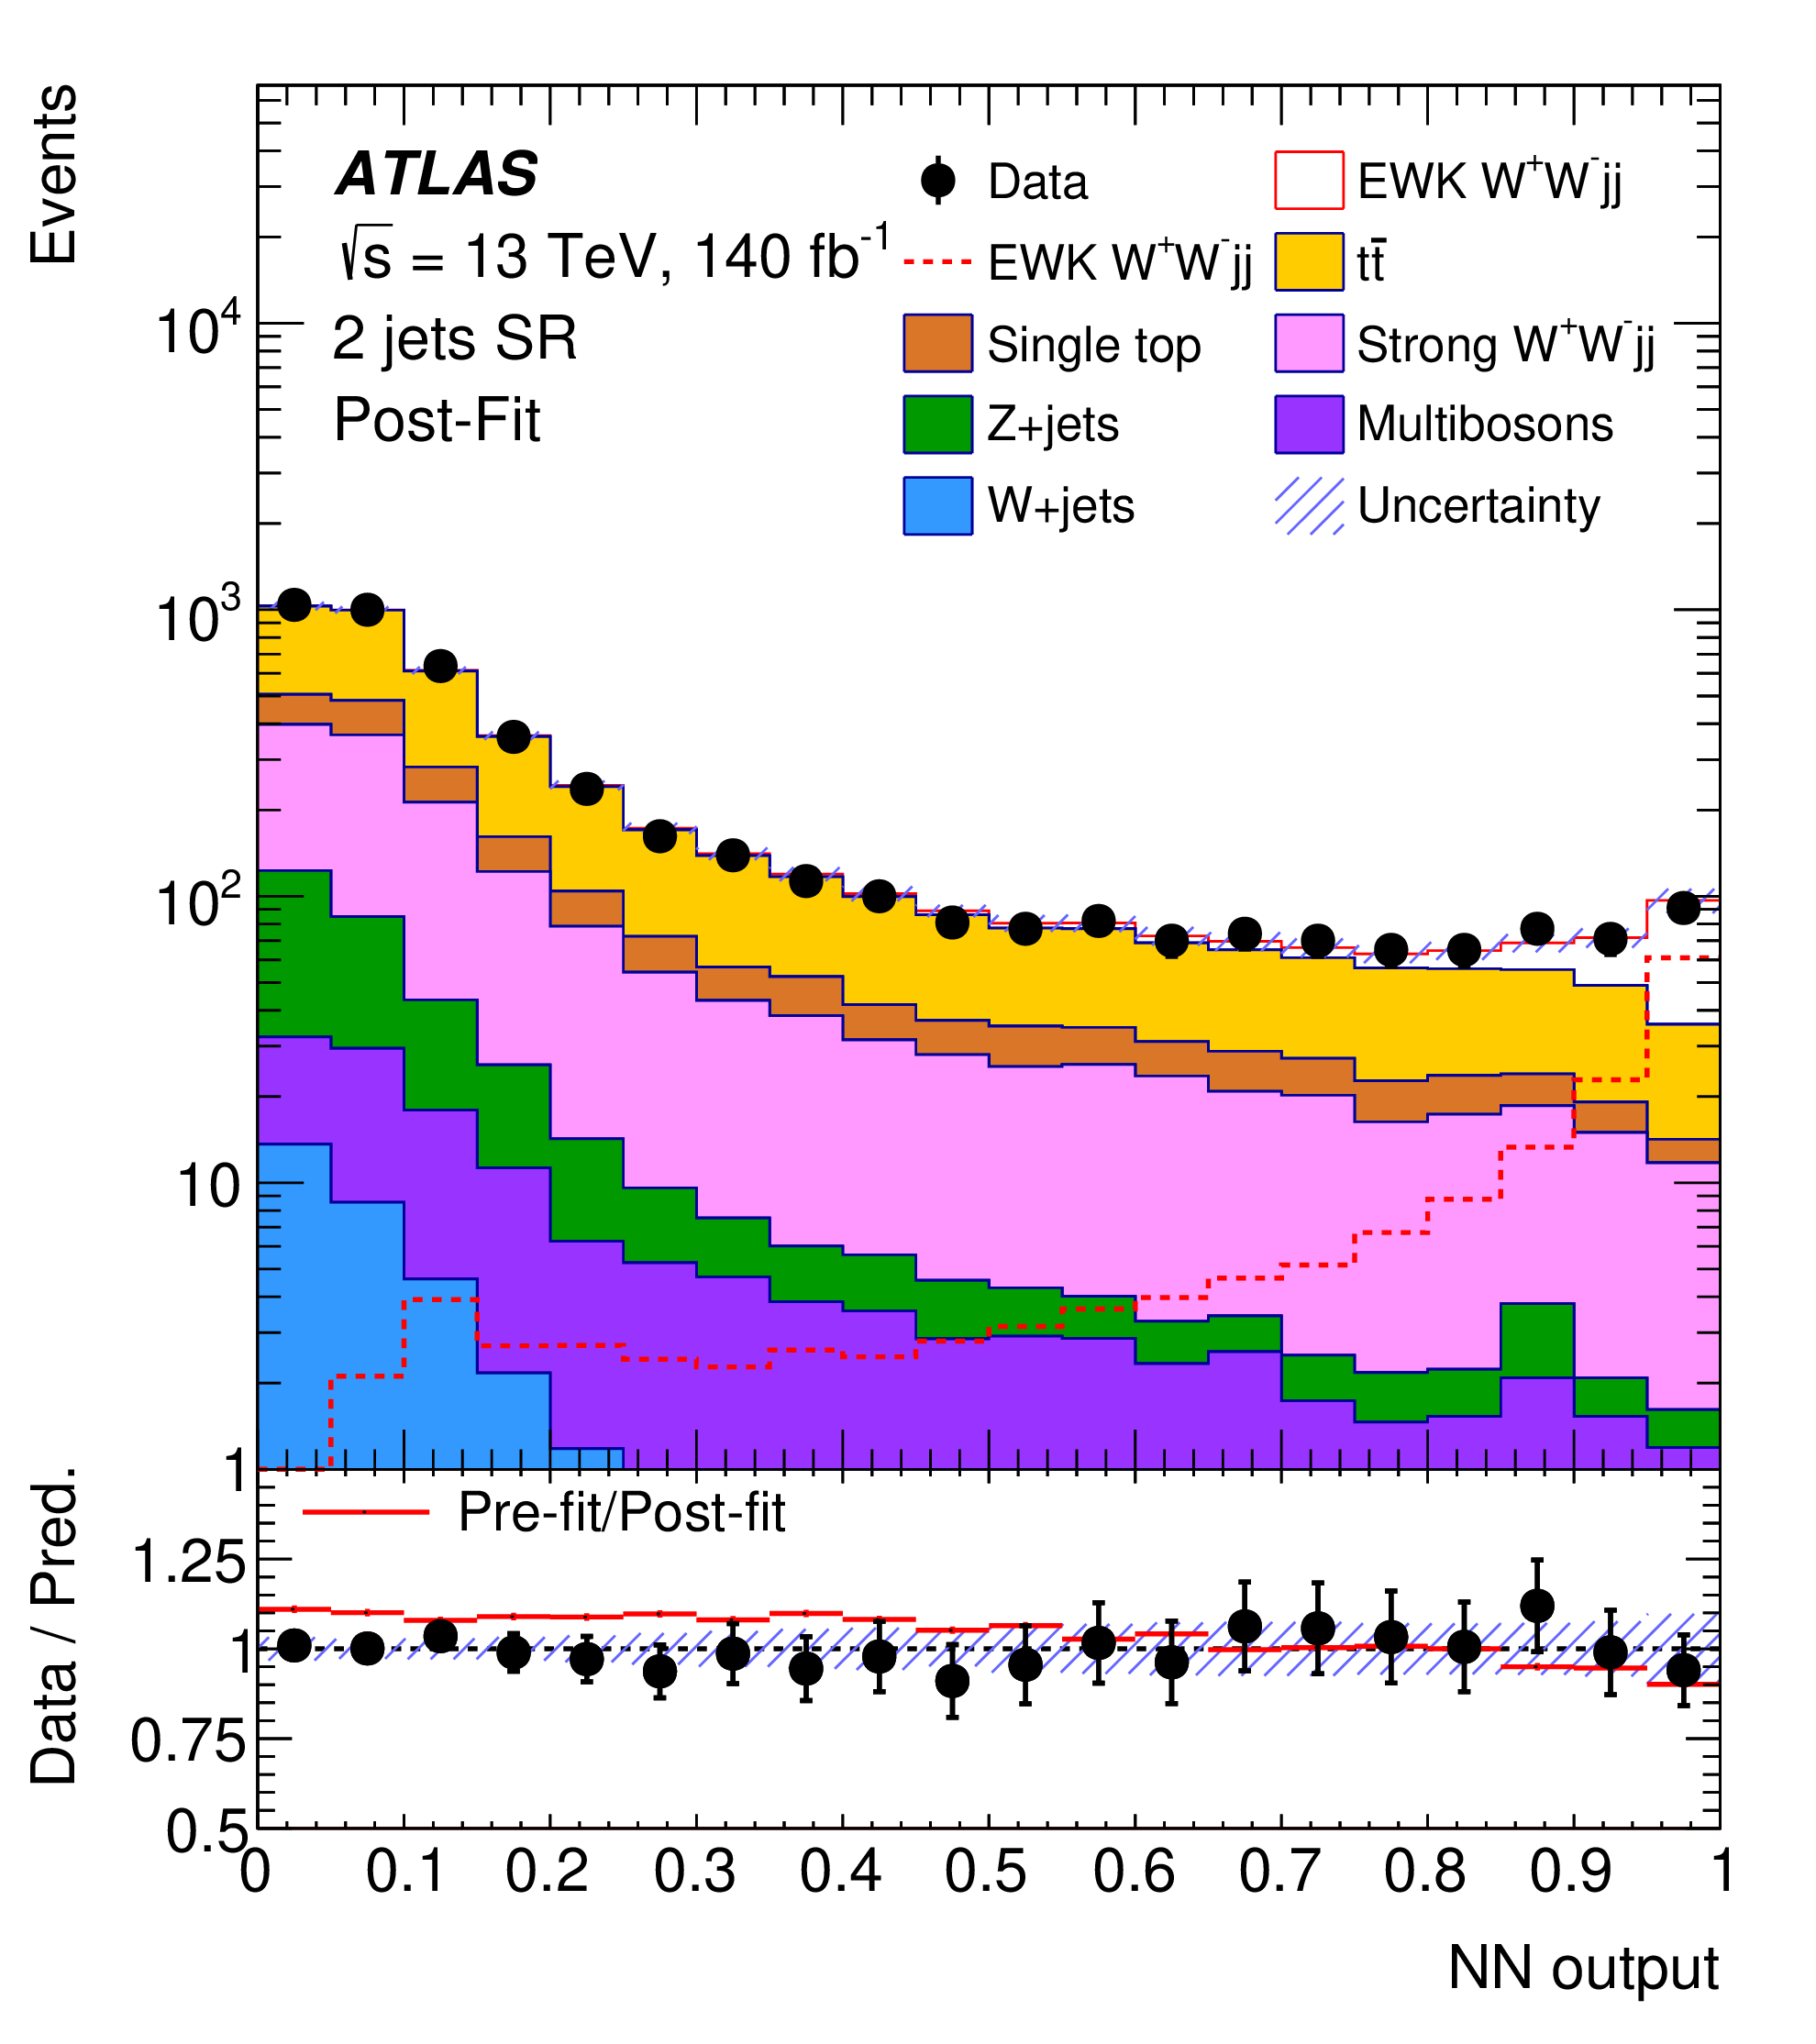 Events
ATLAS
√s = 13 TeV, 140 fb⁻¹
2 jets SR
Post-Fit
Data
EWK W⁺W⁻jj
EWK W⁺W⁻jj
tt̄
Single top
Strong W⁺W⁻jj
Z+jets
Multibosons
W+jets
Uncertainty
10⁴
10³
10²
10
1
Data / Pred.
Pre-fit/Post-fit
1.25
1
0.75
0.5
0 0.1 0.2 0.3 0.4 0.5 0.6 0.7 0.8 0.9 1
NN output